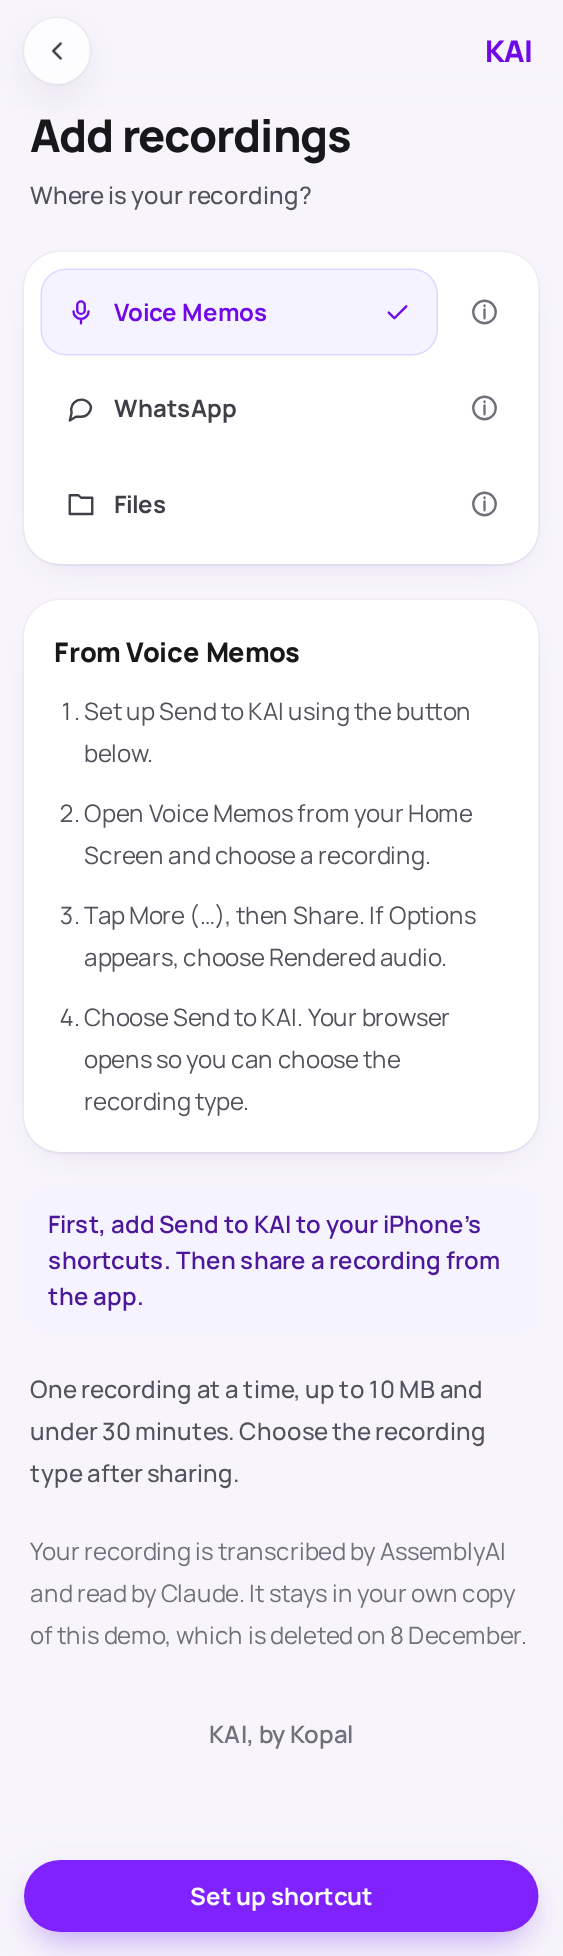 KAI
Add recordings
Where is your recording?
Voice Memos
WhatsApp
Files
From Voice Memos
1. Set up Send to KAI using the button
below.
2. Open Voice Memos from your Home
Screen and choose a recording.
3. Tap More (…), then Share. If Options
appears, choose Rendered audio.
4. Choose Send to KAI. Your browser
opens so you can choose the
recording type.
First, add Send to KAI to your iPhone’s
shortcuts. Then share a recording from
the app.
One recording at a time, up to 10 MB and
under 30 minutes. Choose the recording
type after sharing.
Your recording is transcribed by AssemblyAI
and read by Claude. It stays in your own copy
of this demo, which is deleted on 8 December.
KAI, by Kopal
Set up shortcut